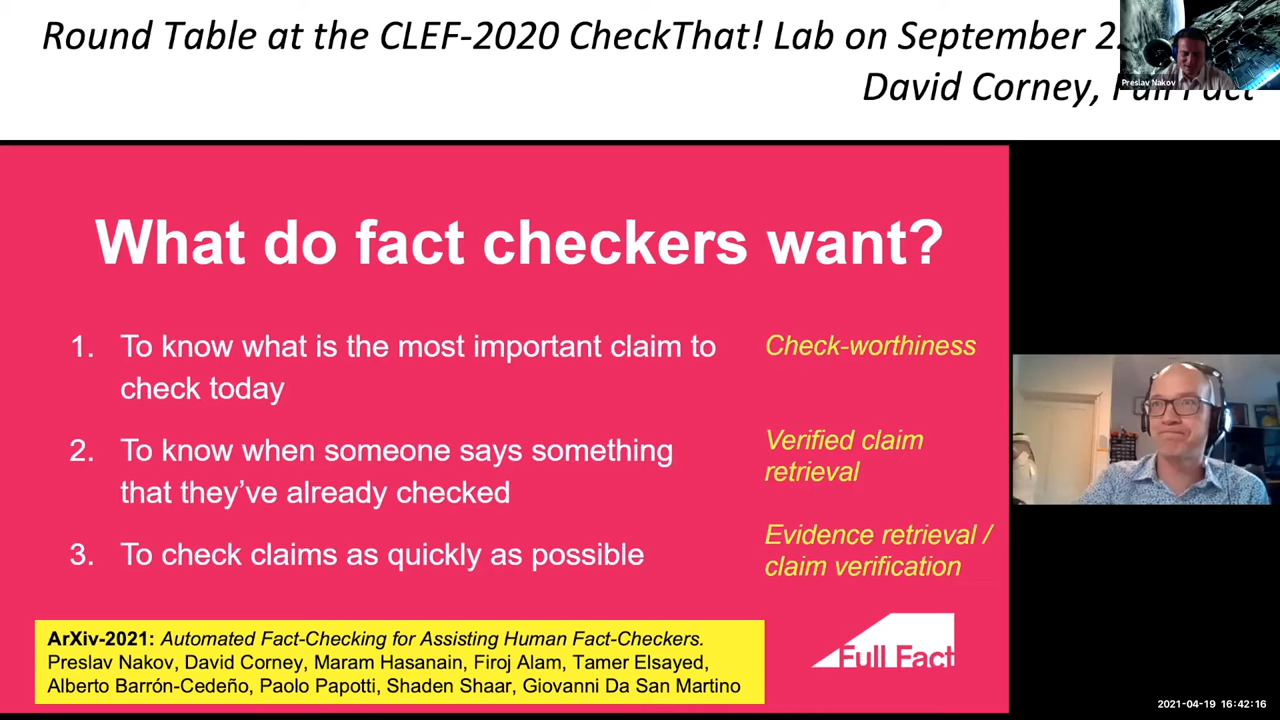 Round Table at the CLEF-2020 CheckThat! Lab on September 2
Preslav Nakov
David Corney, Full Fact
What do fact checkers want?
1. To know what is the most important claim to
check today
Check-worthiness
2. To know when someone says something
that they've already checked
Verified claim
retrieval
3. To check claims as quickly as possible
Evidence retrieval /
claim verification
ArXiv-2021: Automated Fact-Checking for Assisting Human Fact-Checkers.
Preslav Nakov, David Corney, Maram Hasanain, Firoj Alam, Tamer Elsayed,
Alberto Barrón-Cedeño, Paolo Papotti, Shaden Shaar, Giovanni Da San Martino
Full Fact
2021-04-19 16:42:16